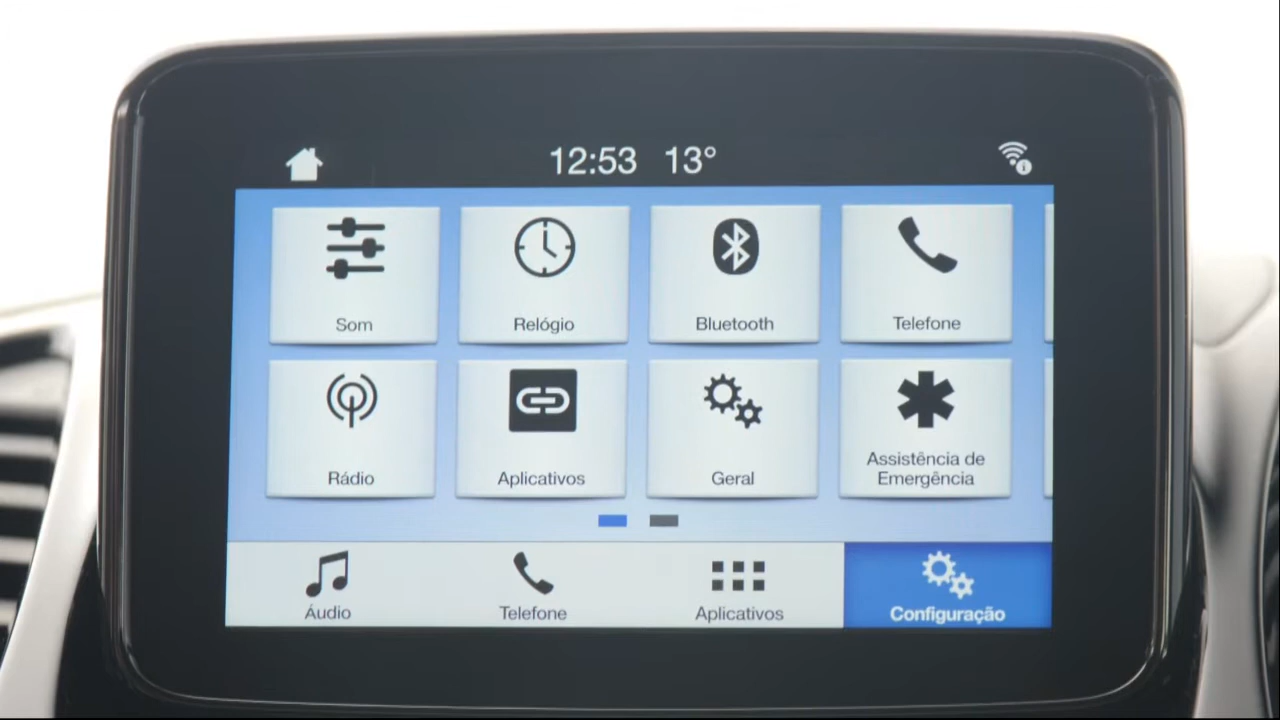 12:53 13°
Som
Relógio
Bluetooth
Telefone
Rádio
Aplicativos
Geral
Assistência de
Emergência
Áudio
Telefone
Aplicativos
Configuração